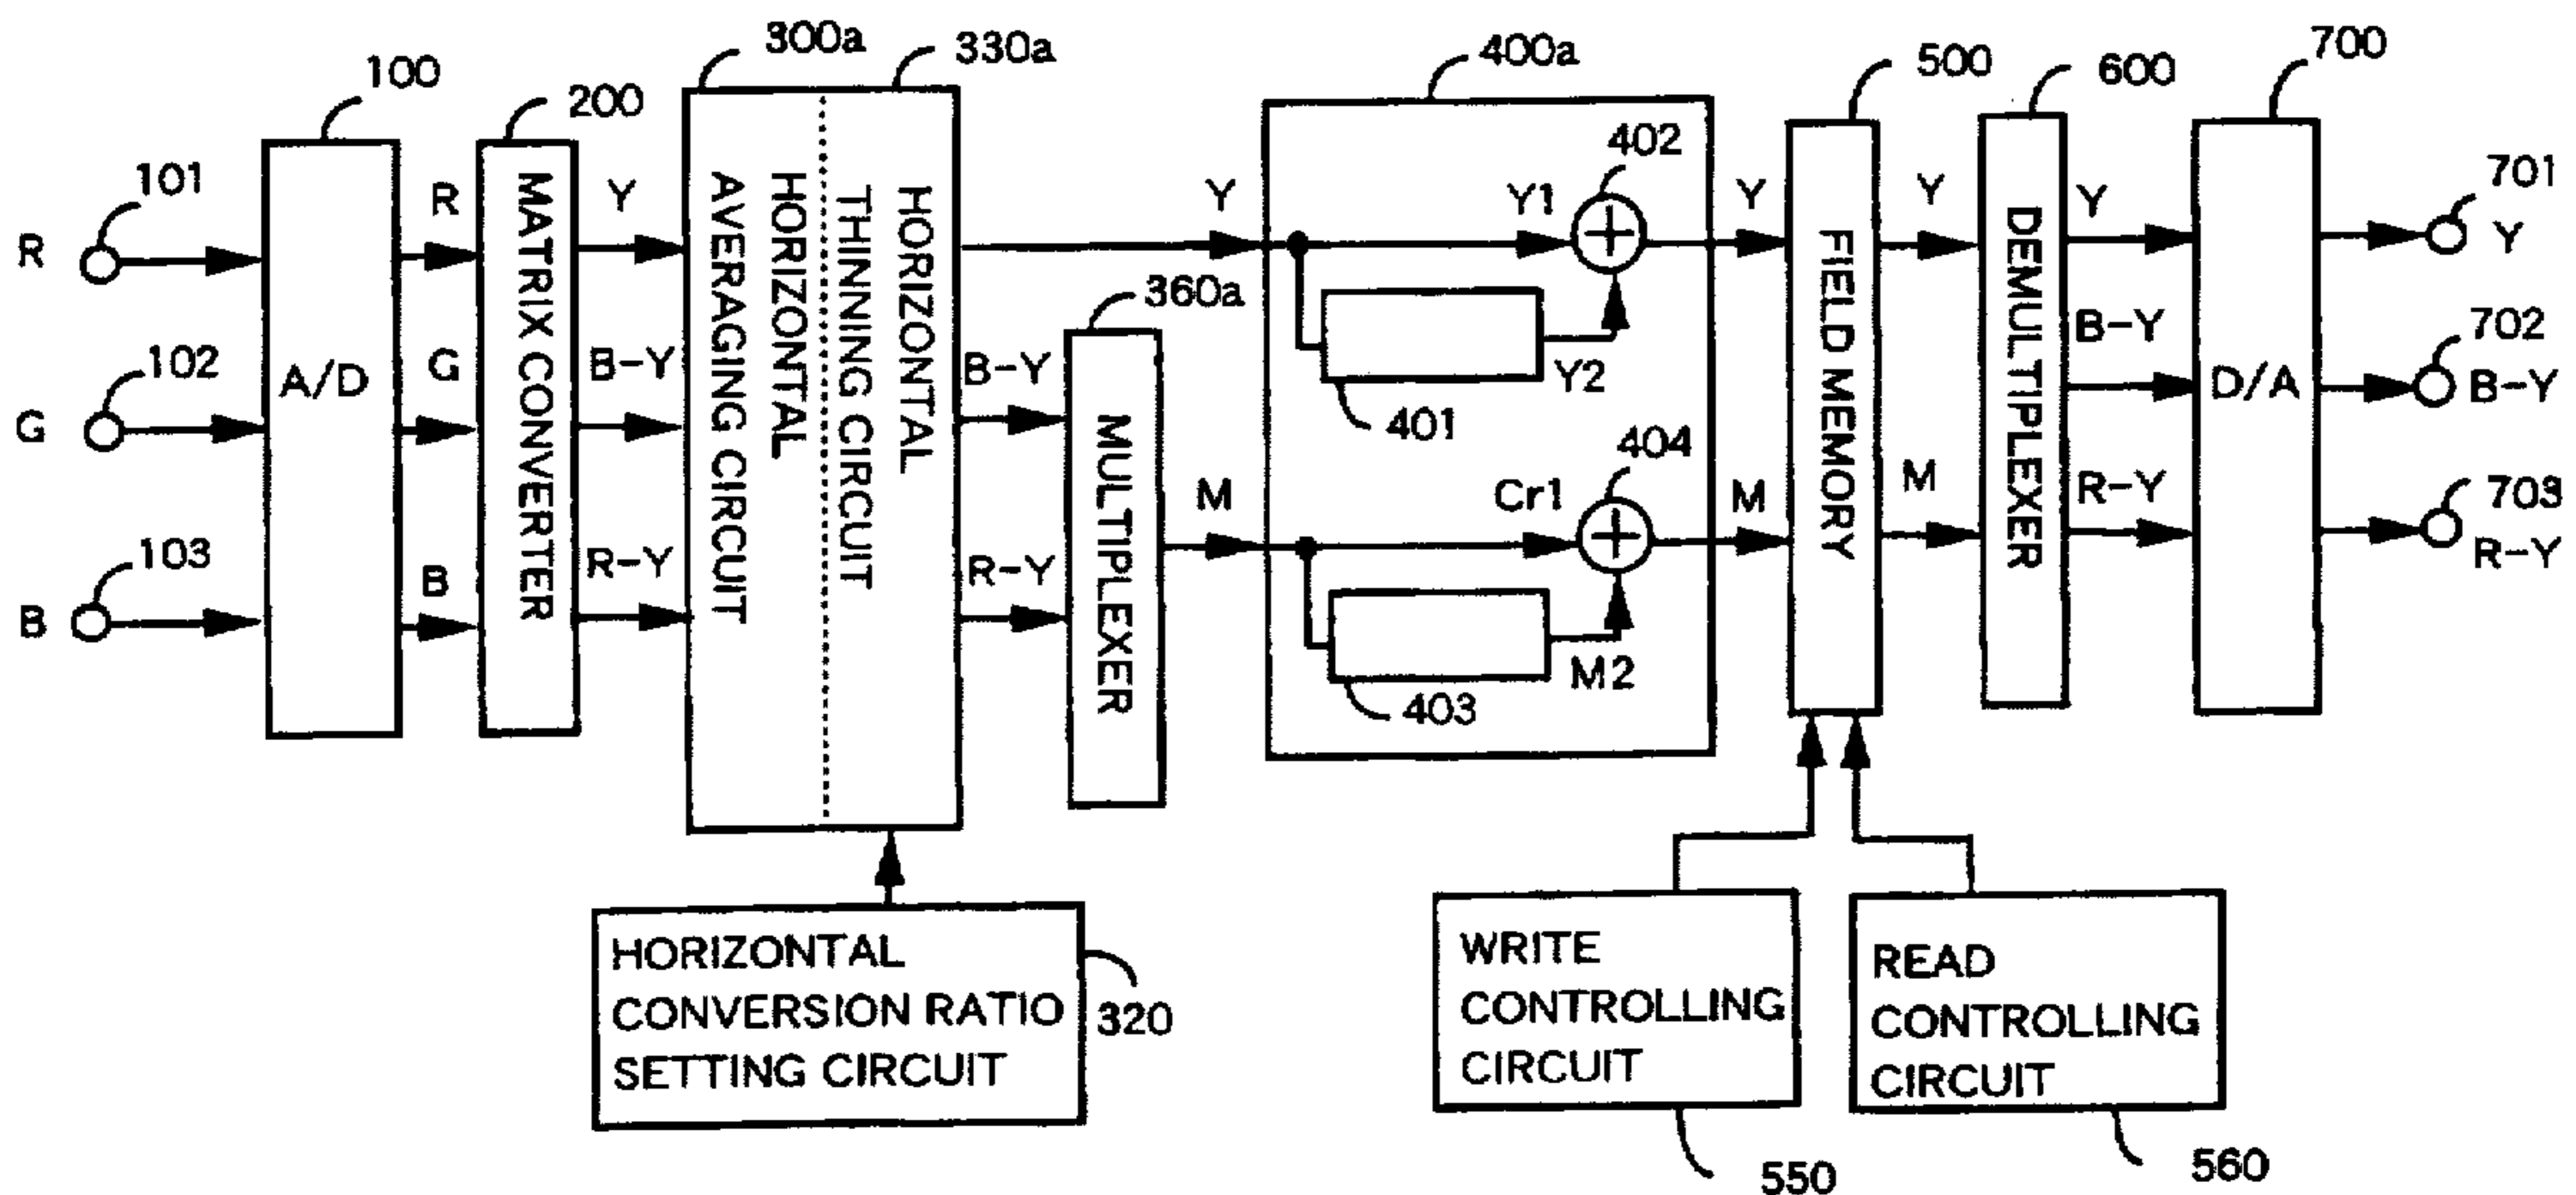 300a
330a
400a
500
600
700
100
200
402
101
R
R
Y
Y
Y1
Y
Y
Y
701
Y
102
G
G
B-Y
B-Y
360a
401
Y2
B-Y
702
B-Y
103
B
B
R-Y
R-Y
M
Cr1
404
M
M
R-Y
703
R-Y
403
M2
A/D
MATRIX CONVERTER
HORIZONTAL
AVERAGING CIRCUIT
HORIZONTAL
THINNING CIRCUIT
MULTIPLEXER
FIELD MEMORY
DEMULTIPLEXER
D/A
HORIZONTAL
CONVERSION RATIO
SETTING CIRCUIT
320
WRITE
CONTROLLING
CIRCUIT
550
READ
CONTROLLING
CIRCUIT
560